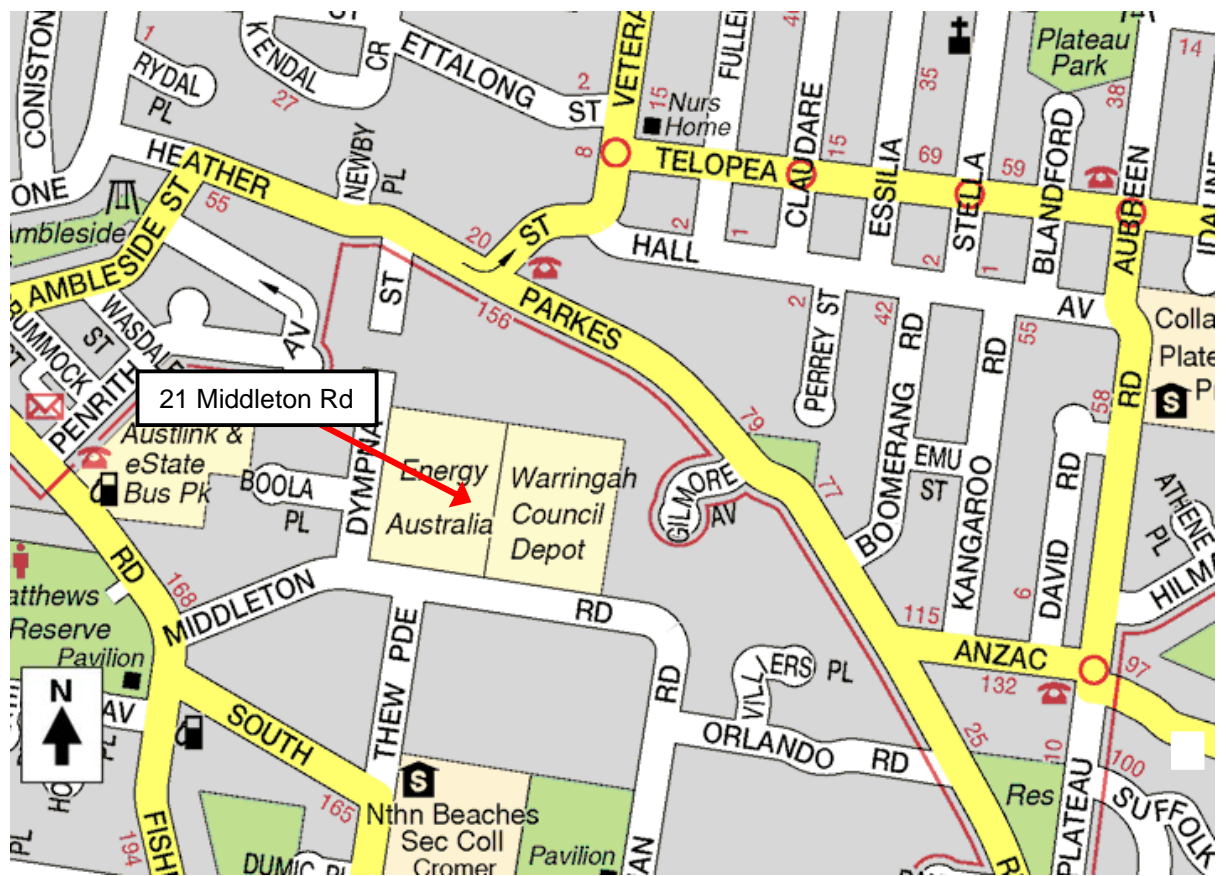 CONISTON
1
RYDAL
PL
KENDAL
CR
27
ST
ETTALONG
ST
2
VETERA
15
FULLE
Nurs
Home
8
TELOPEA
CLAUDARE
15
ESSILIA
35
69
STELLA
59
Plateau
Park
BLANDFORD
38
AUBREEN
14
IDALINE
ONE
HEATHER
NEWBY
PL
55
Ambleside
AMBLESIDE ST
20
ST
HALL
AV
2
1
2
1
PARKES
156
ST
WASDALE
ST
AV
PENRITH
2
PERREY ST
42
BOOMERANG RD
RD
KANGAROO
55
58
RD
Colla
Plate
P
S
21 Middleton Rd
Austlink &
eState
Bus Pk
BOOLA
PL
DYMPNA
Energy
Australia
Warringah
Council
Depot
79
GILMORE
AV
77
EMU
ST
RD
DAVID
6
ATHENE
PL
HILMA
RD
168
atthews
Reserve
Pavilion
MIDDLETON
RD
115
ANZAC
132
97
N
AV
PL
SOUTH
THEW PDE
RD
VILLIERS PL
ORLANDO RD
25
10
100
SUFFOLK
PLATEAU
Res
165
S
Nthn Beaches
Sec Coll
Cromer
Pavilion
194
FISH
PL
DUMIC PL